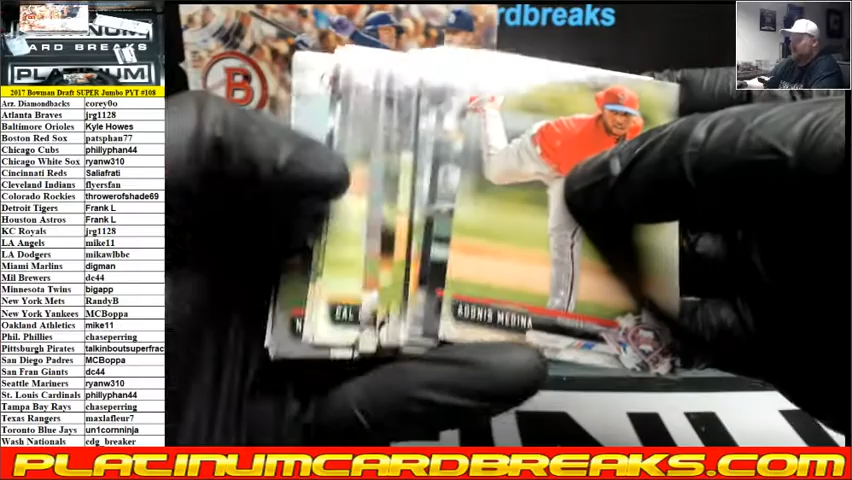 rdbreaks
CARD BREAKS
PLATINUM
2017 Bowman Draft SUPER Jumbo PYT #108
Arz. Diamondbacks corey0o
Atlanta Braves jrg1128
Baltimore Orioles Kyle Howes
Boston Red Sox patsphan77
Chicago Cubs phillyphan44
Chicago White Sox ryanw310
Cincinnati Reds Saliafrati
Cleveland Indians flyersfan
Colorado Rockies throwerofshade69
Detroit Tigers Frank L
Houston Astros Frank L
KC Royals jrg1128
LA Angels mike11
LA Dodgers mikawlbbc
Miami Marlins digman
Mil Brewers dc44
Minnesota Twins bigapp
New York Mets RandyB
New York Yankees MCBoppa
Oakland Athletics mike11
Phil. Phillies chaseperring
Pittsburgh Pirates talkinboutsuperfrac
San Diego Padres MCBoppa
San Fran Giants dc44
Seattle Mariners ryanw310
St. Louis Cardinals phillyphan44
Tampa Bay Rays chaseperring
Texas Rangers maxlafleur7
Toronto Blue Jays un1cornninja
Wash Nationals cdg_breaker
B
CAL
ADONIS MEDINA
PLATINUMCARDBREAKS.COM